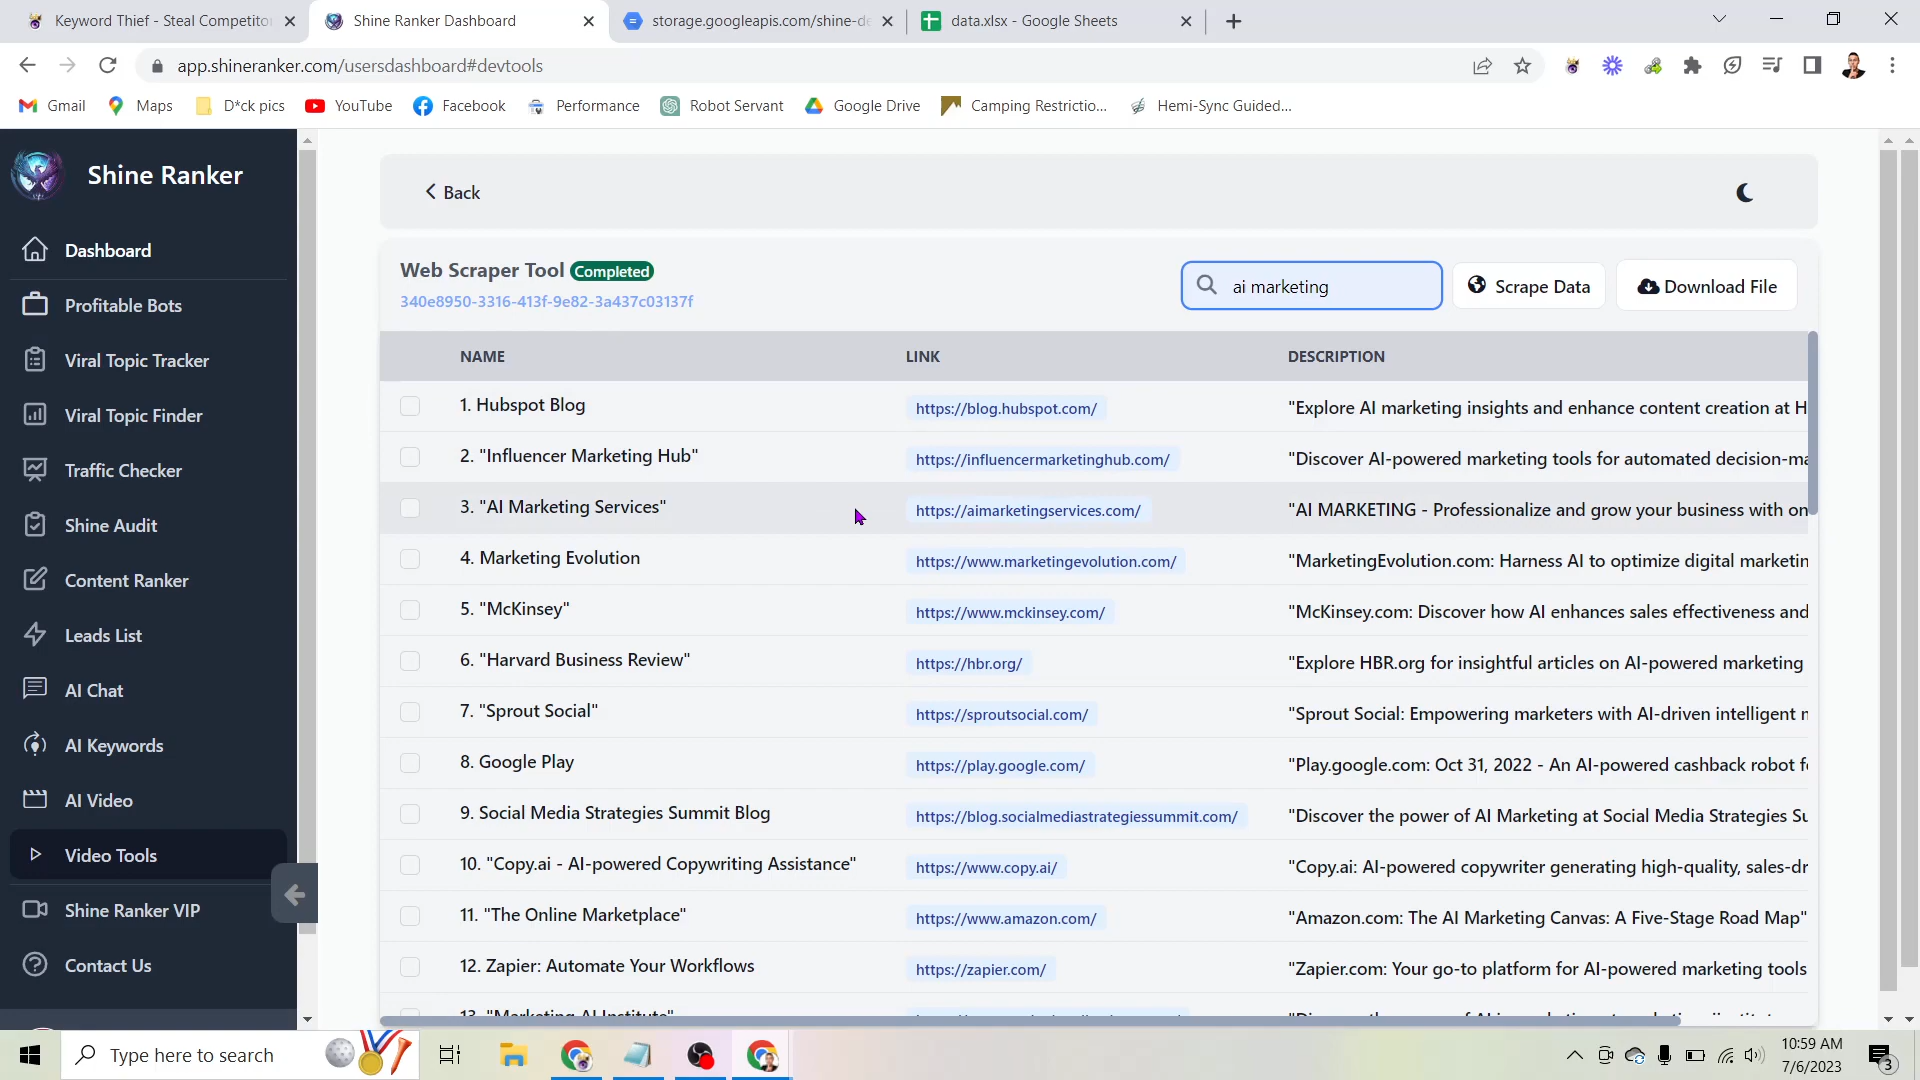 Keyword Thief - Steal Competito
Shine Ranker Dashboard
storage.googleapis.com/shine-de
data.xlsx - Google Sheets
app.shineranker.com/usersdashboard#devtools
Gmail
Maps
D*ck pics
YouTube
Facebook
Performance
Robot Servant
Google Drive
Camping Restrictio...
Hemi-Sync Guided...
Shine Ranker
Dashboard
Profitable Bots
Viral Topic Tracker
Viral Topic Finder
Traffic Checker
Shine Audit
Content Ranker
Leads List
AI Chat
AI Keywords
AI Video
Video Tools
Shine Ranker VIP
Contact Us
Back
Web Scraper Tool Completed
340e8950-3316-413f-9e82-3a437c03137f
ai marketing
Scrape Data
Download File
NAME LINK DESCRIPTION
1. Hubspot Blog https://blog.hubspot.com/ "Explore AI marketing insights and enhance content creation at H
2. "Influencer Marketing Hub" https://influencermarketinghub.com/ "Discover AI-powered marketing tools for automated decision-ma
3. "AI Marketing Services" https://aimarketingservices.com/ "AI MARKETING - Professionalize and grow your business with on
4. Marketing Evolution https://www.marketingevolution.com/ "MarketingEvolution.com: Harness AI to optimize digital marketin
5. "McKinsey" https://www.mckinsey.com/ "McKinsey.com: Discover how AI enhances sales effectiveness and
6. "Harvard Business Review" https://hbr.org/ "Explore HBR.org for insightful articles on AI-powered marketing
7. "Sprout Social" https://sproutsocial.com/ "Sprout Social: Empowering marketers with AI-driven intelligent m
8. Google Play https://play.google.com/ "Play.google.com: Oct 31, 2022 - An AI-powered cashback robot fo
9. Social Media Strategies Summit Blog https://blog.socialmediastrategiessummit.com/ "Discover the power of AI Marketing at Social Media Strategies Su
10. "Copy.ai - AI-powered Copywriting Assistance" https://www.copy.ai/ "Copy.ai: AI-powered copywriter generating high-quality, sales-dr
11. "The Online Marketplace" https://www.amazon.com/ "Amazon.com: The AI Marketing Canvas: A Five-Stage Road Map"
12. Zapier: Automate Your Workflows https://zapier.com/ "Zapier.com: Your go-to platform for AI-powered marketing tools
13. "Marketing AI Institute"
Type here to search
10:59 AM
7/6/2023
3